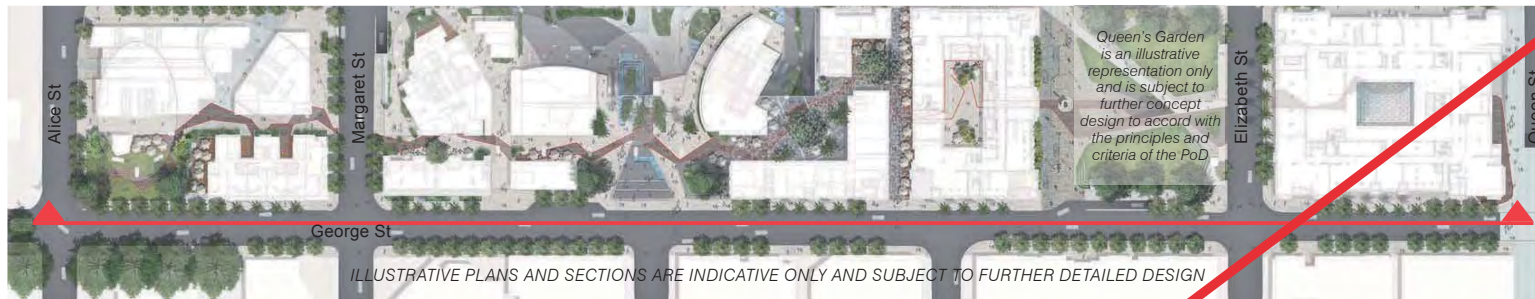 Alice St
Margaret St
Queen's Garden
is an illustrative
representation only
and is subject to
further concept
design to accord with
the principles and
criteria of the PoD
Elizabeth St
Queen St
George St
ILLUSTRATIVE PLANS AND SECTIONS ARE INDICATIVE ONLY AND SUBJECT TO FURTHER DETAILED DESIGN